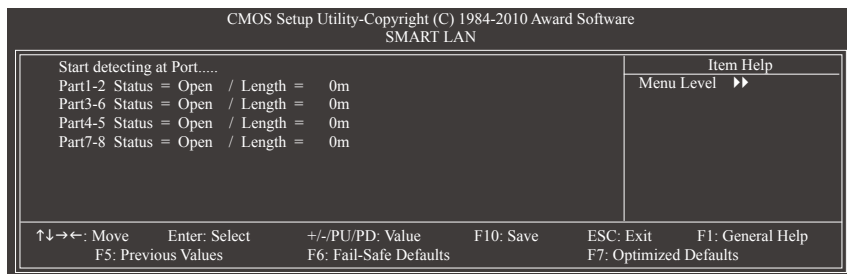 CMOS Setup Utility-Copyright (C) 1984-2010 Award Software
SMART LAN
Start detecting at Port.....
Part1-2 Status = Open / Length = 0m
Part3-6 Status = Open / Length = 0m
Part4-5 Status = Open / Length = 0m
Part7-8 Status = Open / Length = 0m
Item Help
Menu Level ▶▶
↑↓→←: Move Enter: Select +/-/PU/PD: Value F10: Save ESC: Exit F1: General Help
F5: Previous Values F6: Fail-Safe Defaults F7: Optimized Defaults